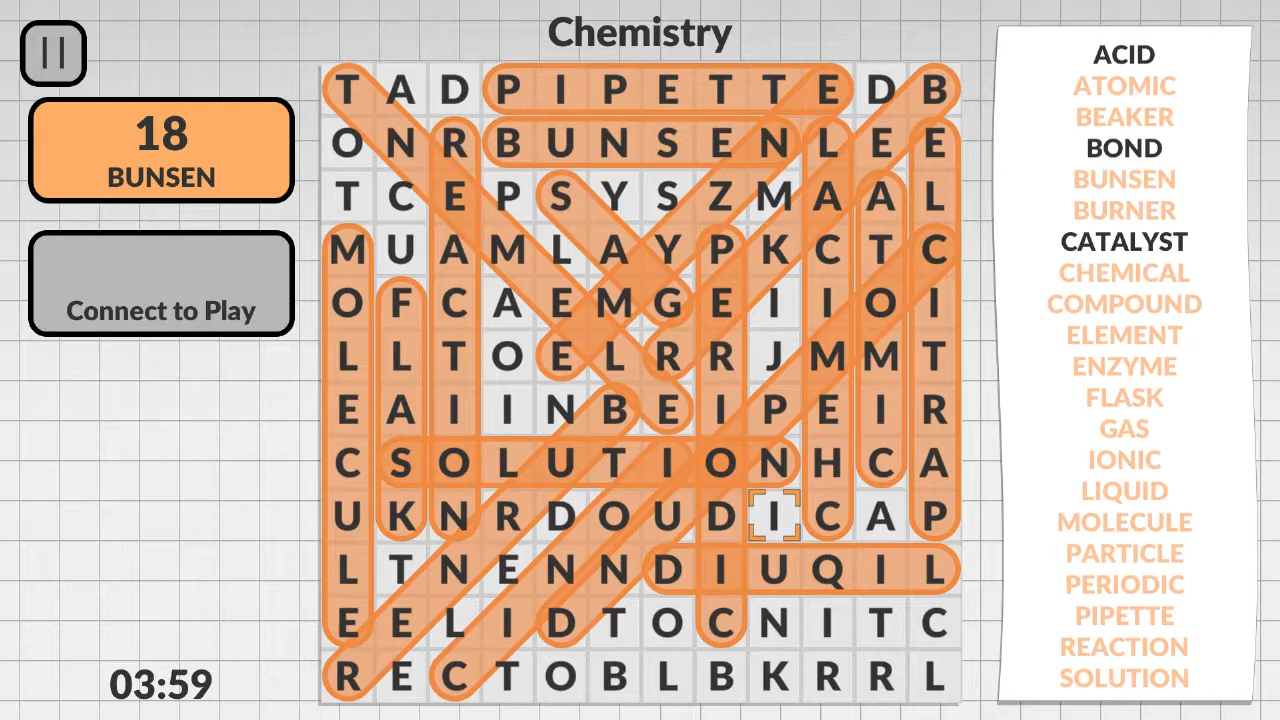 Chemistry
18
BUNSEN
Connect to Play
03:59
T A D P I P E T T E D B
O N R B U N S E N L E E
T C E P S Y S Z M A A L
M U A M L A Y P K C T C
O F C A E M G E I I O I
L L T O E L R R J M M T
E A I I N B E I P E I R
C S O L U T I O N H C A
U K N R D O U D I C A P
L T N E N N D I U Q I L
E E L I D T O C N I T C
R E C T O B L B K R R L
ACID
ATOMIC
BEAKER
BOND
BUNSEN
BURNER
CATALYST
CHEMICAL
COMPOUND
ELEMENT
ENZYME
FLASK
GAS
IONIC
LIQUID
MOLECULE
PARTICLE
PERIODIC
PIPETTE
REACTION
SOLUTION